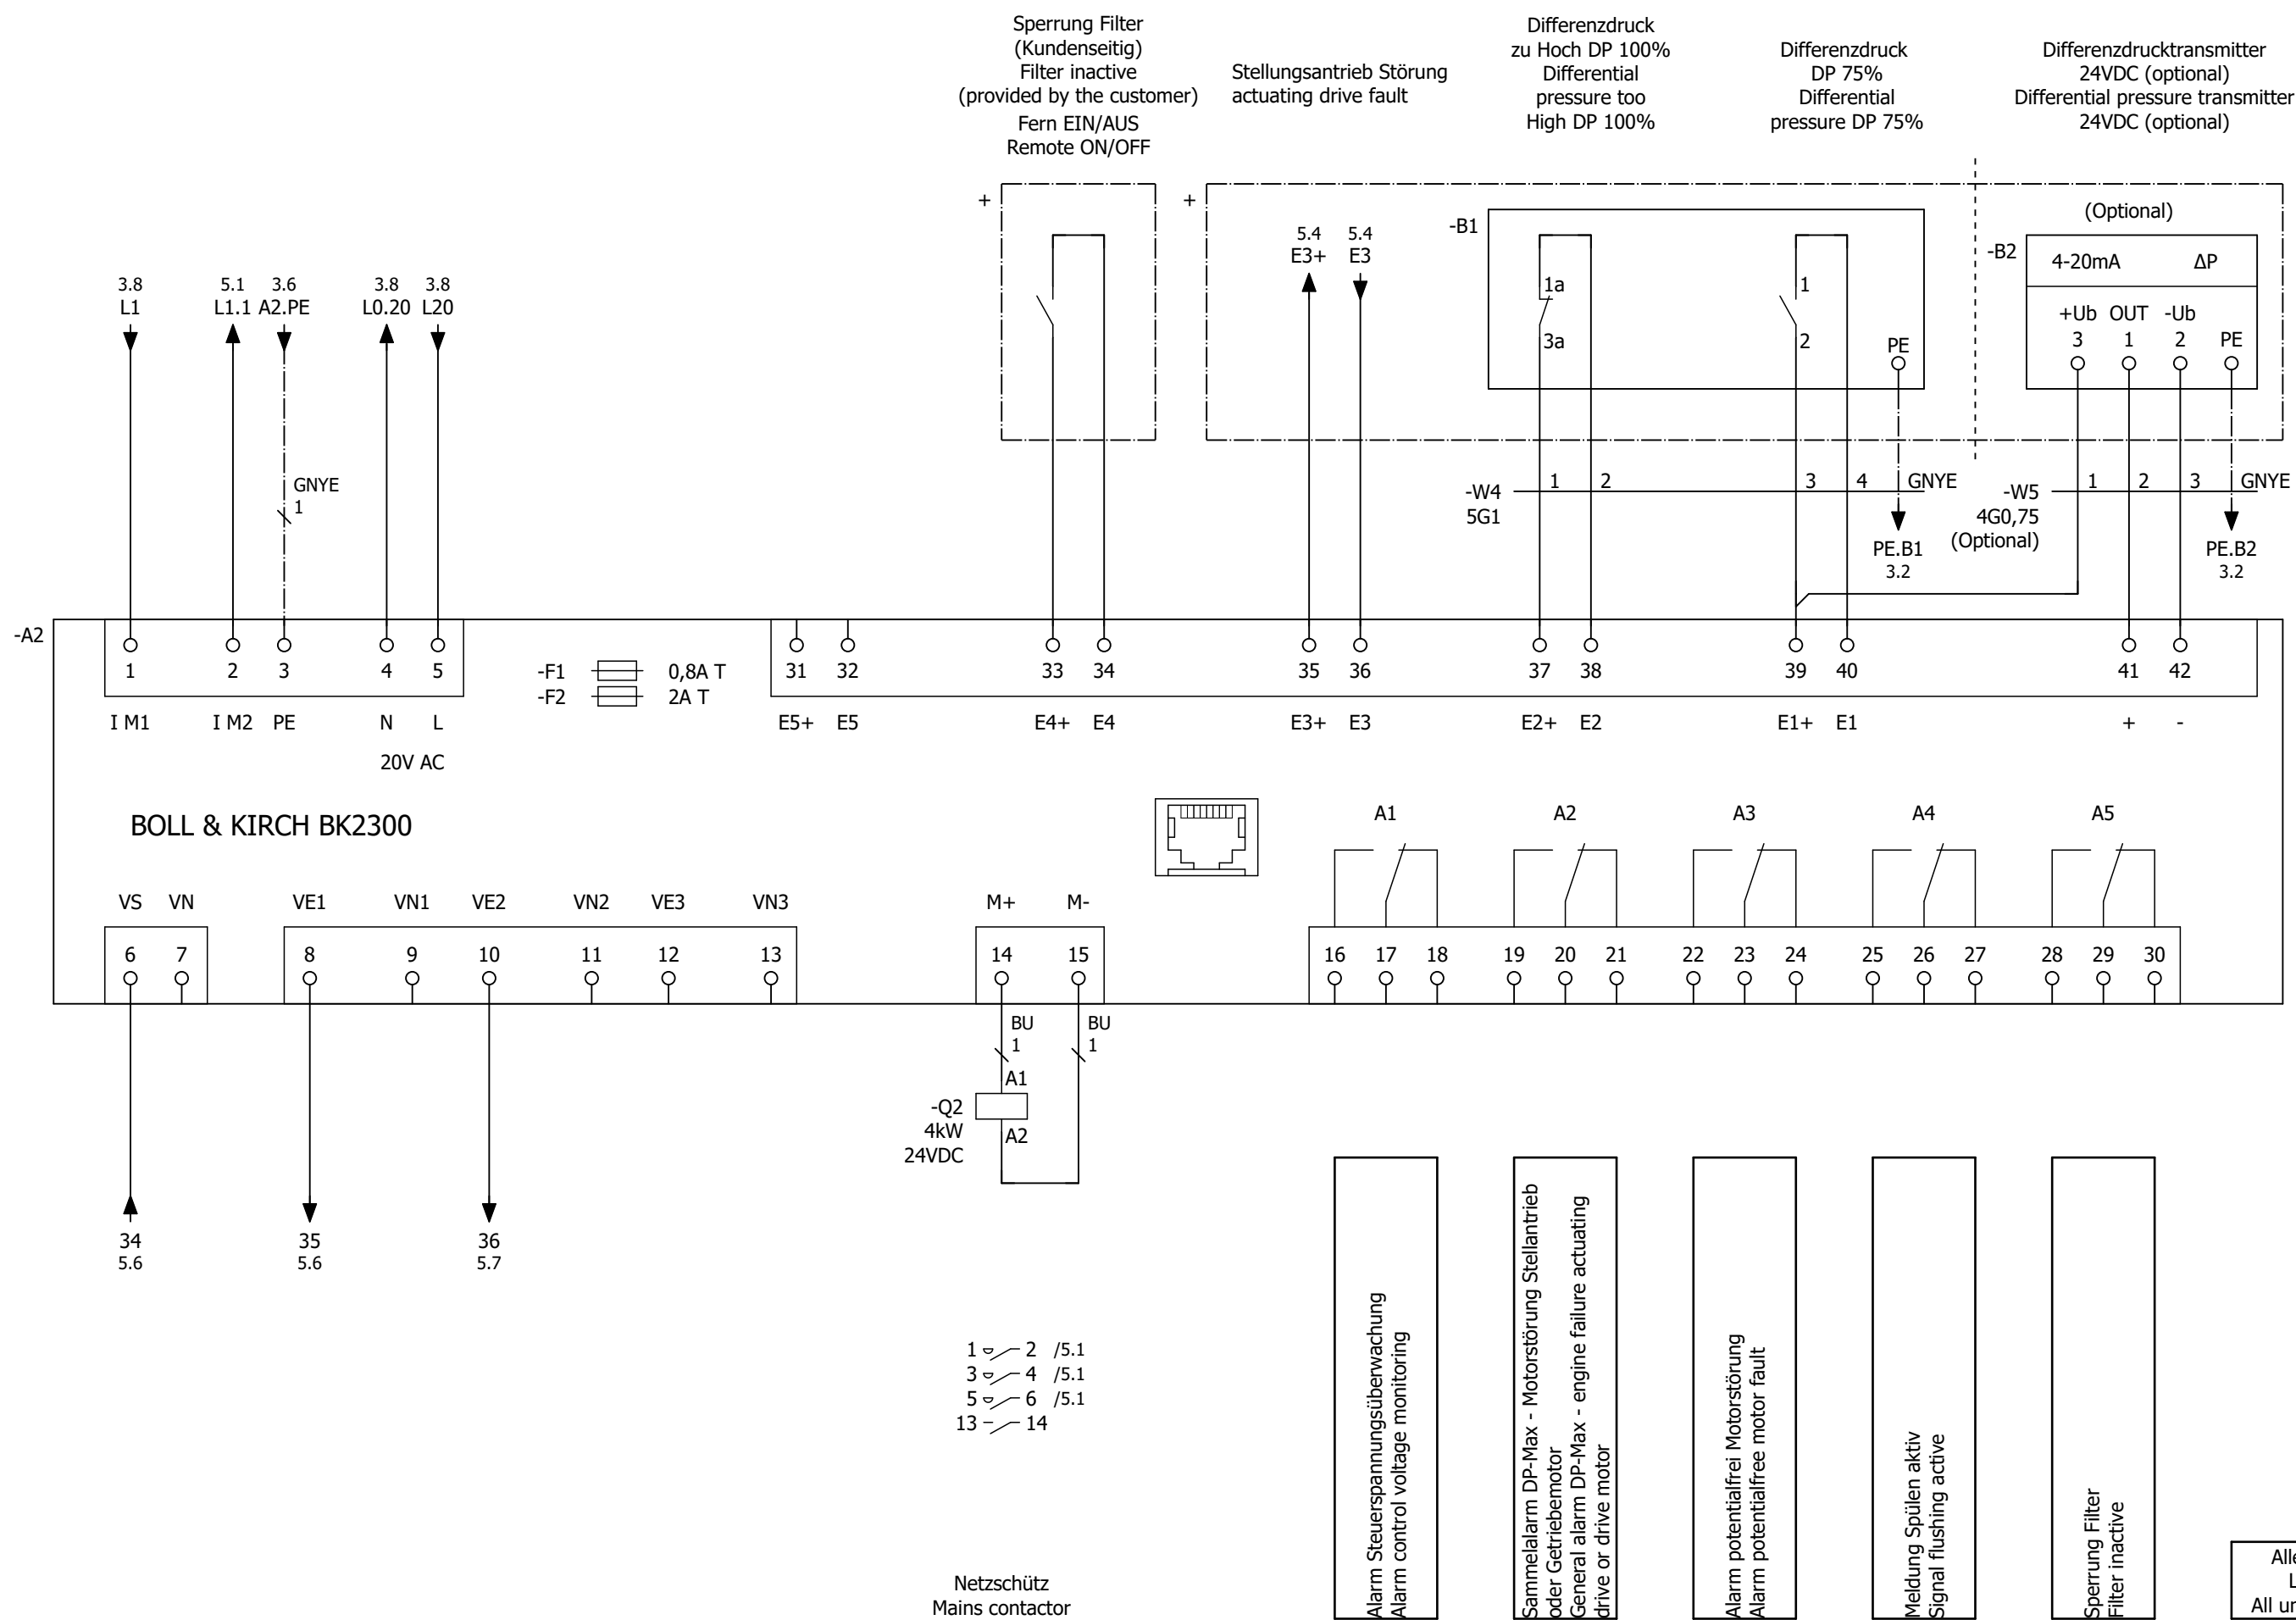 Sperrung Filter
(Kundenseitig)
Filter inactive
(provided by the customer)
Fern EIN/AUS
Remote ON/OFF
Stellungsantrieb Störung
actuating drive fault
Differenzdruck
zu Hoch DP 100%
Differential
pressure too
High DP 100%
Differenzdruck
DP 75%
Differential
pressure DP 75%
Differenzdrucktransmitter
24VDC (optional)
Differential pressure transmitter
24VDC (optional)
+
+
3.8
L1
5.1
L1.1
3.6
A2.PE
3.8
L0.20
3.8
L20
GNYE
1
5.4
E3+
5.4
E3
-B1
1a
3a
1
2
PE
(Optional)
-B2
4-20mA ΔP
+Ub OUT -Ub
3 1 2 PE
-W4
5G1
1 2 3 4 GNYE
PE.B1
3.2
-W5
4G0,75
(Optional)
1 2 3 GNYE
PE.B2
3.2
-A2
1 2 3 4 5
-F1 0,8A T
-F2 2A T
31 32 33 34 35 36 37 38 39 40 41 42
I M1 I M2 PE N L
20V AC
E5+ E5 E4+ E4 E3+ E3 E2+ E2 E1+ E1 + -
BOLL & KIRCH BK2300
A1 A2 A3 A4 A5
VS VN VE1 VN1 VE2 VN2 VE3 VN3 M+ M-
6 7 8 9 10 11 12 13 14 15
16 17 18 19 20 21 22 23 24 25 26 27 28 29 30
BU
1
BU
1
A1
-Q2
4kW
24VDC
A2
34
5.6
35
5.6
36
5.7
1 2 /5.1
3 4 /5.1
5 6 /5.1
13 14
Netzschütz
Mains contactor
Alarm Steuerspannungsüberwachung
Alarm control voltage monitoring
Sammelalarm DP-Max - Motorstörung Stellantrieb
oder Getriebemotor
General alarm DP-Max - engine failure actuating
drive or drive motor
Alarm potentialfrei Motorstörung
Alarm potentialfree motor fault
Meldung Spülen aktiv
Signal flushing active
Sperrung Filter
Filter inactive
All